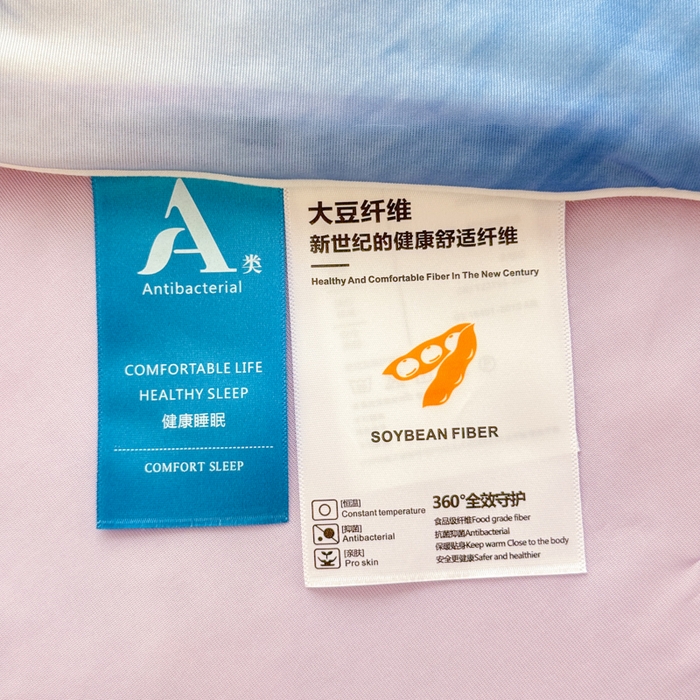 A类
Antibacterial
COMFORTABLE LIFE
HEALTHY SLEEP
健康睡眠
COMFORT SLEEP
大豆纤维
新世纪的健康舒适纤维
Healthy And Comfortable Fiber In The New Century
SOYBEAN FIBER
[恒温]
Constant temperature
[抑菌]
Antibacterial
[亲肤]
Pro skin
360°全效守护
食品级纤维Food grade fiber
抗菌抑菌Antibacterial
保暖贴身Keep warm Close to the body
安全更健康Safer and healthier